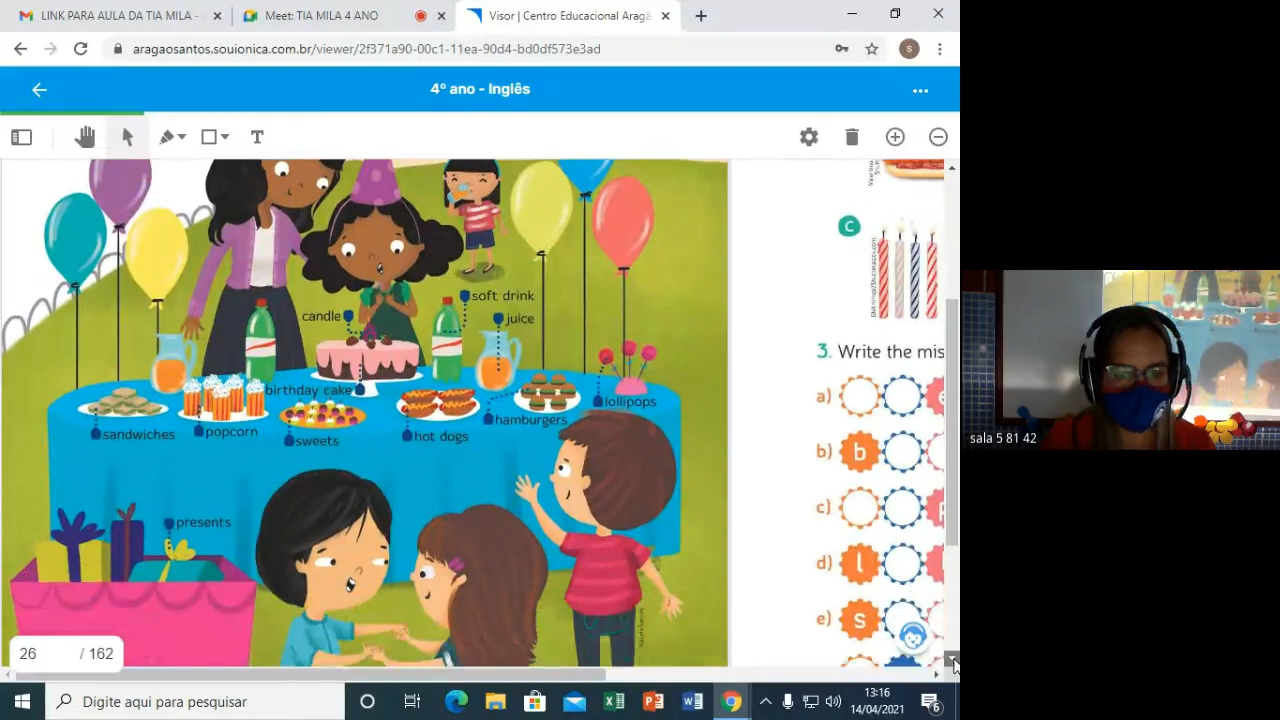 LINK PARA AULA DA TIA MILA -
Meet: TIA MILA 4 ANO
Visor | Centro Educacional Aragã
aragaosantos.souionica.com.br/viewer/2f371a90-00c1-11ea-90d4-bd0df573e3ad
S
4º ano - Inglês
T
C
soft drink
candle
juice
birthday cake
lollipops
sandwiches
popcorn
sweets
hot dogs
hamburgers
presents
3. Write the mis
a)
b) b
c)
d) l
e) s
26 / 162
sala 5 81 42
Digite aqui para pesquisar
13:16
14/04/2021
6